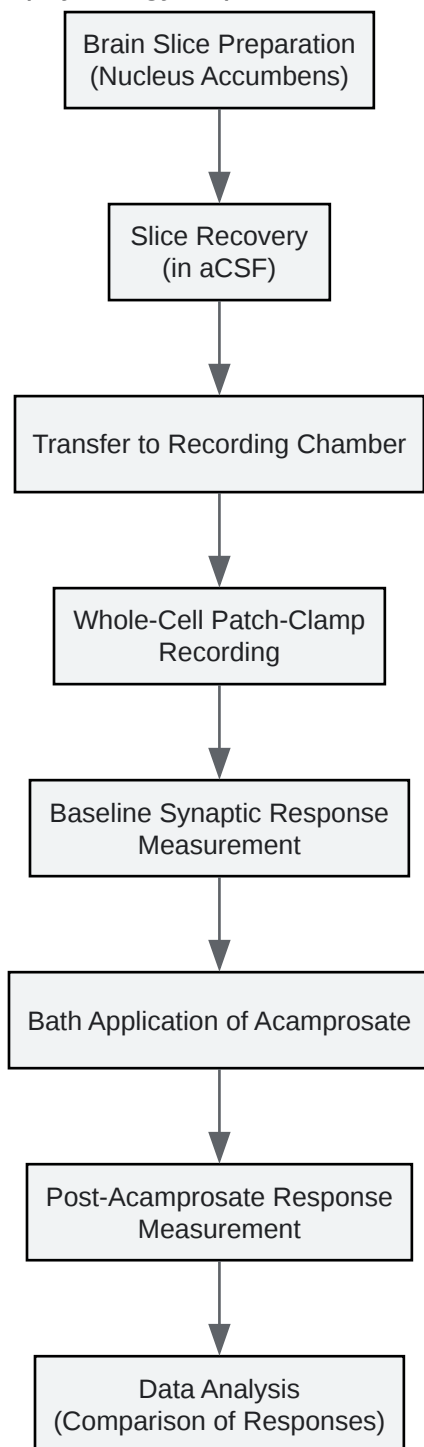 Brain Slice Preparation
(Nucleus Accumbens)
Slice Recovery
(in aCSF)
Transfer to Recording Chamber
Whole-Cell Patch-Clamp
Recording
Baseline Synaptic Response
Measurement
Bath Application of Acamprosate
Post-Acamprosate Response
Measurement
Data Analysis
(Comparison of Responses)